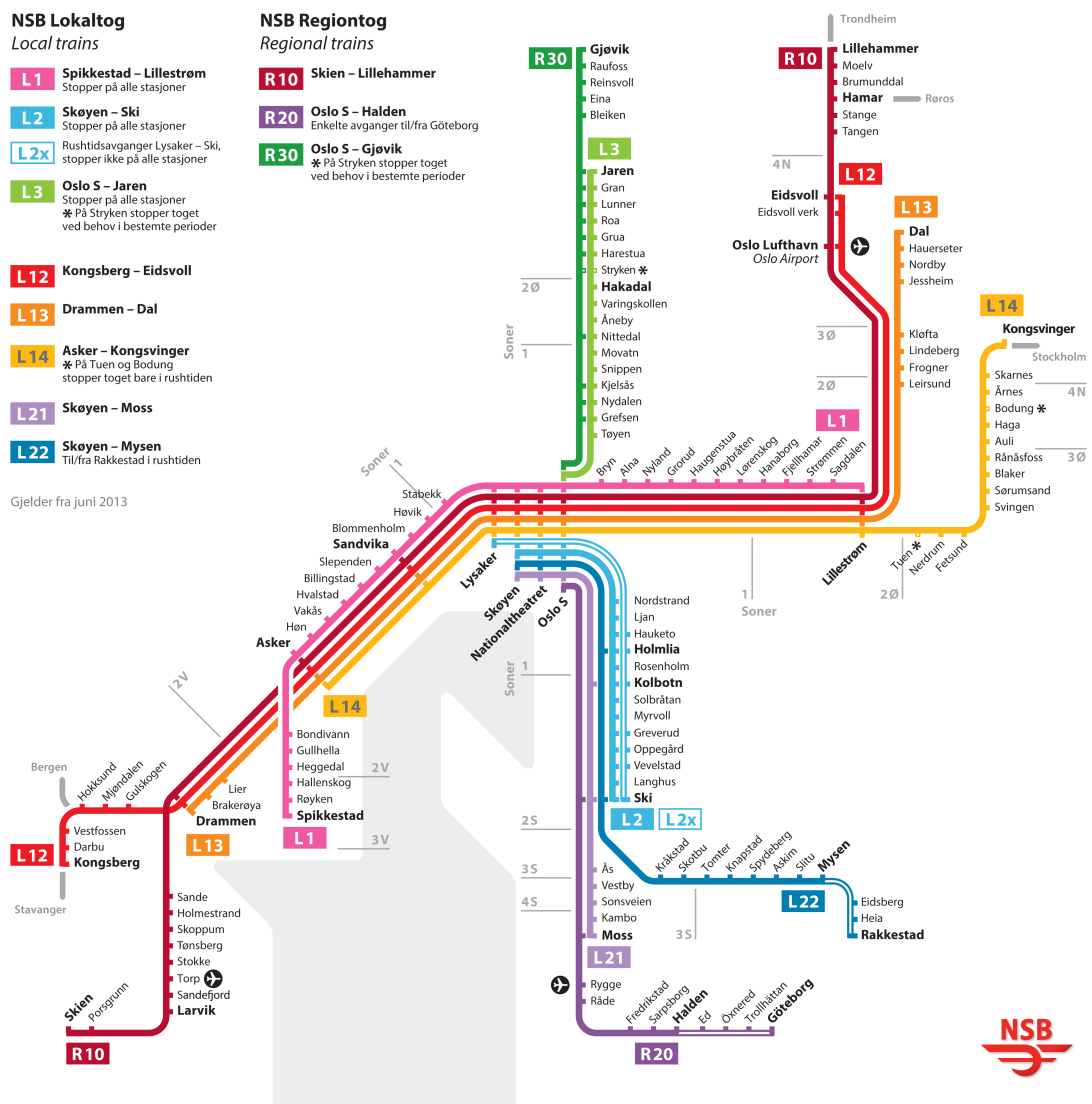 NSB Lokaltog
Local trains
L1
Spikkestad – Lillestrøm
Stopper på alle stasjoner
L2
Skøyen – Ski
Stopper på alle stasjoner
L2x
Rushtidsavganger Lysaker – Ski,
stopper ikke på alle stasjoner
L3
Oslo S – Jaren
Stopper på alle stasjoner
* På Stryken stopper toget
ved behov i bestemte perioder
L12
Kongsberg – Eidsvoll
L13
Drammen – Dal
L14
Asker – Kongsvinger
* På Tuen og Bodung
stopper toget bare i rushtiden
L21
Skøyen – Moss
L22
Skøyen – Mysen
Til/fra Rakkestad i rushtiden
Gjelder fra juni 2013
NSB Regiontog
Regional trains
R10
Skien – Lillehammer
R20
Oslo S – Halden
Enkelte avganger til/fra Göteborg
R30
Oslo S – Gjøvik
* På Stryken stopper toget
ved behov i bestemte perioder
R30
Gjøvik
Raufoss
Reinsvoll
Eina
Bleiken
L3
Jaren
Gran
Lunner
Roa
Grua
Harestua
Stryken *
2Ø
Hakadal
Varingskollen
Åneby
Soner
1
Nittedal
Movatn
Snippen
Kjelsås
Nydalen
Grefsen
Tøyen
Trondheim
R10
Lillehammer
Moelv
Brumunddal
Hamar
Røros
Stange
Tangen
4N
L12
Eidsvoll
Eidsvoll verk
Oslo Lufthavn
Oslo Airport
L13
Dal
Hauerseter
Nordby
Jessheim
3Ø
Kløfta
Lindeberg
Frogner
2Ø
Leirsund
L14
Kongsvinger
Stockholm
Skarnes
Årnes
4N
Bodung *
Haga
Auli
Rånåsfoss
3Ø
Blaker
Sørumsand
Svingen
L1
Bryn
Alna
Nyland
Grorud
Haugenstua
Høybråten
Lørenskog
Hanaborg
Fjellhamar
Strømmen
Sagdalen
Lillestrøm
Tuen *
Nerdrum
Fetsund
1
Soner
2Ø
Soner
1
Stabekk
Høvik
Blommenholm
Sandvika
Slependen
Billingstad
Hvalstad
Vakås
Høn
Asker
Lysaker
Skøyen
Nationaltheatret
Oslo S
L14
2V
Bondivann
Gullhella
Heggedal
2V
Hallenskog
Røyken
Spikkestad
L1
3V
Lier
Brakerøya
Drammen
L13
Bergen
Hokksund
Mjøndalen
Gulskogen
Vestfossen
Darbu
L12
Kongsberg
Stavanger
Sande
Holmestrand
Skoppum
Tønsberg
Stokke
Torp
Sandefjord
Larvik
Skien
Porsgrunn
R10
Nordstrand
Ljan
Hauketo
Holmlia
Rosenholm
Soner
1
Kolbotn
Solbråtan
Myrvoll
Greverud
Oppegård
Vevelstad
Langhus
Ski
L2
L2x
2S
3S
4S
Ås
Vestby
Sonsveien
Kambo
Moss
L21
Rygge
Råde
Kråkstad
Skotbu
Tomter
Knapstad
Spydeberg
Askim
Slitu
Mysen
3S
L22
Eidsberg
Heia
Rakkestad
Fredrikstad
Sarpsborg
Halden
Ed
Öxnered
Trollhättan
Göteborg
R20
NSB